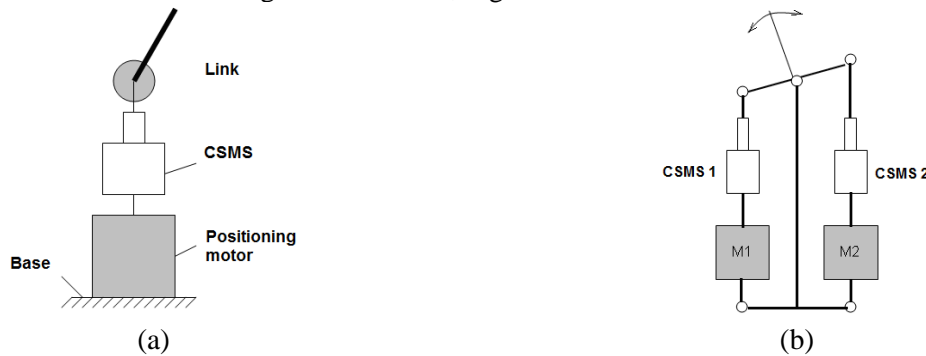 Link
CSMS
Positioning
motor
Base
(a)
CSMS 1
CSMS 2
M1
M2
(b)